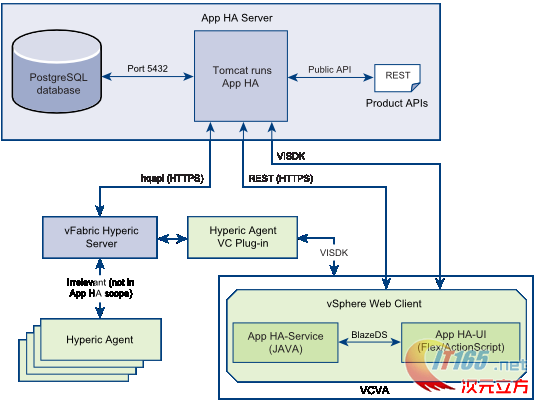 App HA Server
PostgreSQL
database
Port 5432
Tomcat runs
App HA
Public API
REST
Product APIs
VISDK
hqapi (HTTPS)
REST (HTTPS)
vFabric Hyperic
Server
Hyperic Agent
VC Plug-in
VISDK
Irrelevant (not in
App HA scope)
Hyperic Agent
vSphere Web Client
App HA-Service
(JAVA)
BlazeDS
App HA-UI
(Flex/ActionScript)
VCVA
IT165.net
次元立方